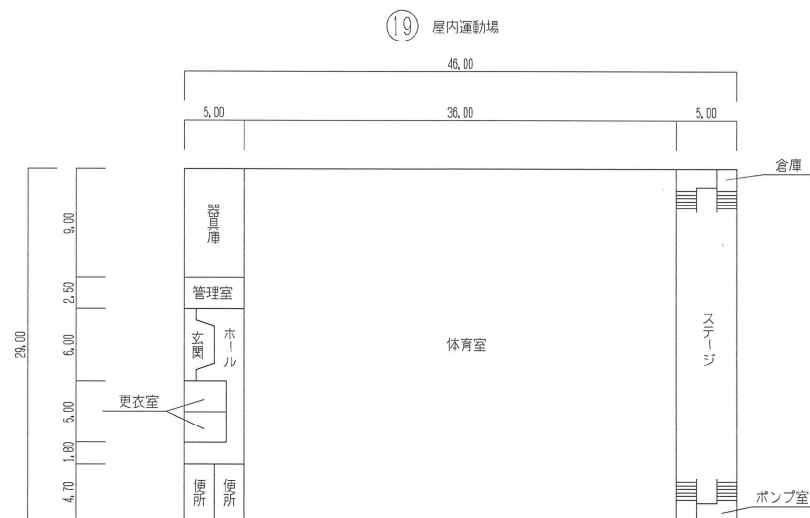 19 屋内運動場
46,00
5,00 36,00 5,00
倉庫
9,00
器具庫
2,50
管理室
29,00
6,00
玄関
ホール
体育室
ステージ
更衣室
5,00
1,80
4,70
便所
便所
ポンプ室